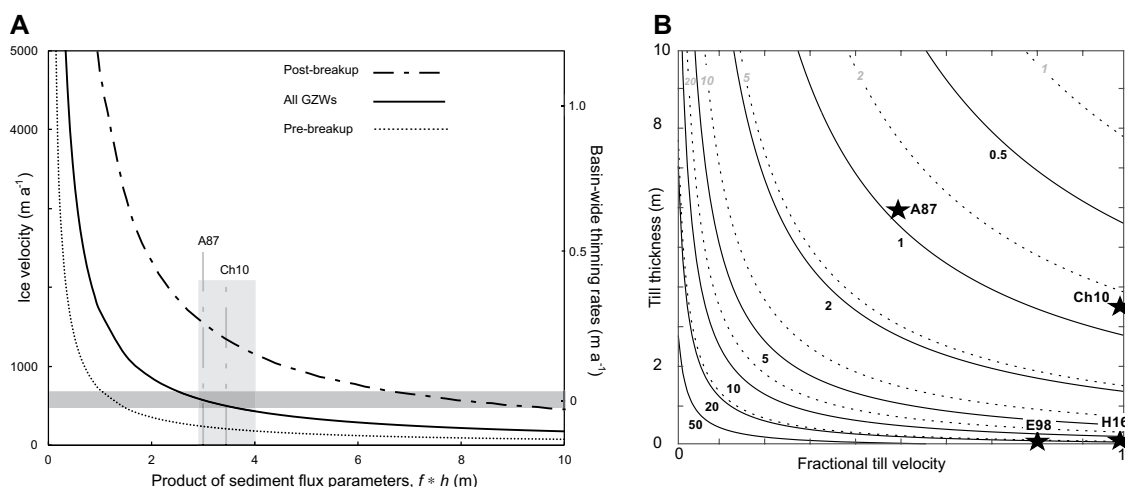 A
5000
4000
1000
0
Ice velocity (m a⁻¹)
Post-breakup
All GZWs
Pre-breakup
A87
Ch10
1.0
0.5
0
Basin-wide thinning rates (m a⁻¹)
0 2 4 6 8 10
Product of sediment flux parameters, f * h (m)
B
10
8
6
2
0
Till thickness (m)
20 10 5 2 1
0.5
A87
1
Ch10
2
5
10
20
50
E98
H16
0 1
Fractional till velocity